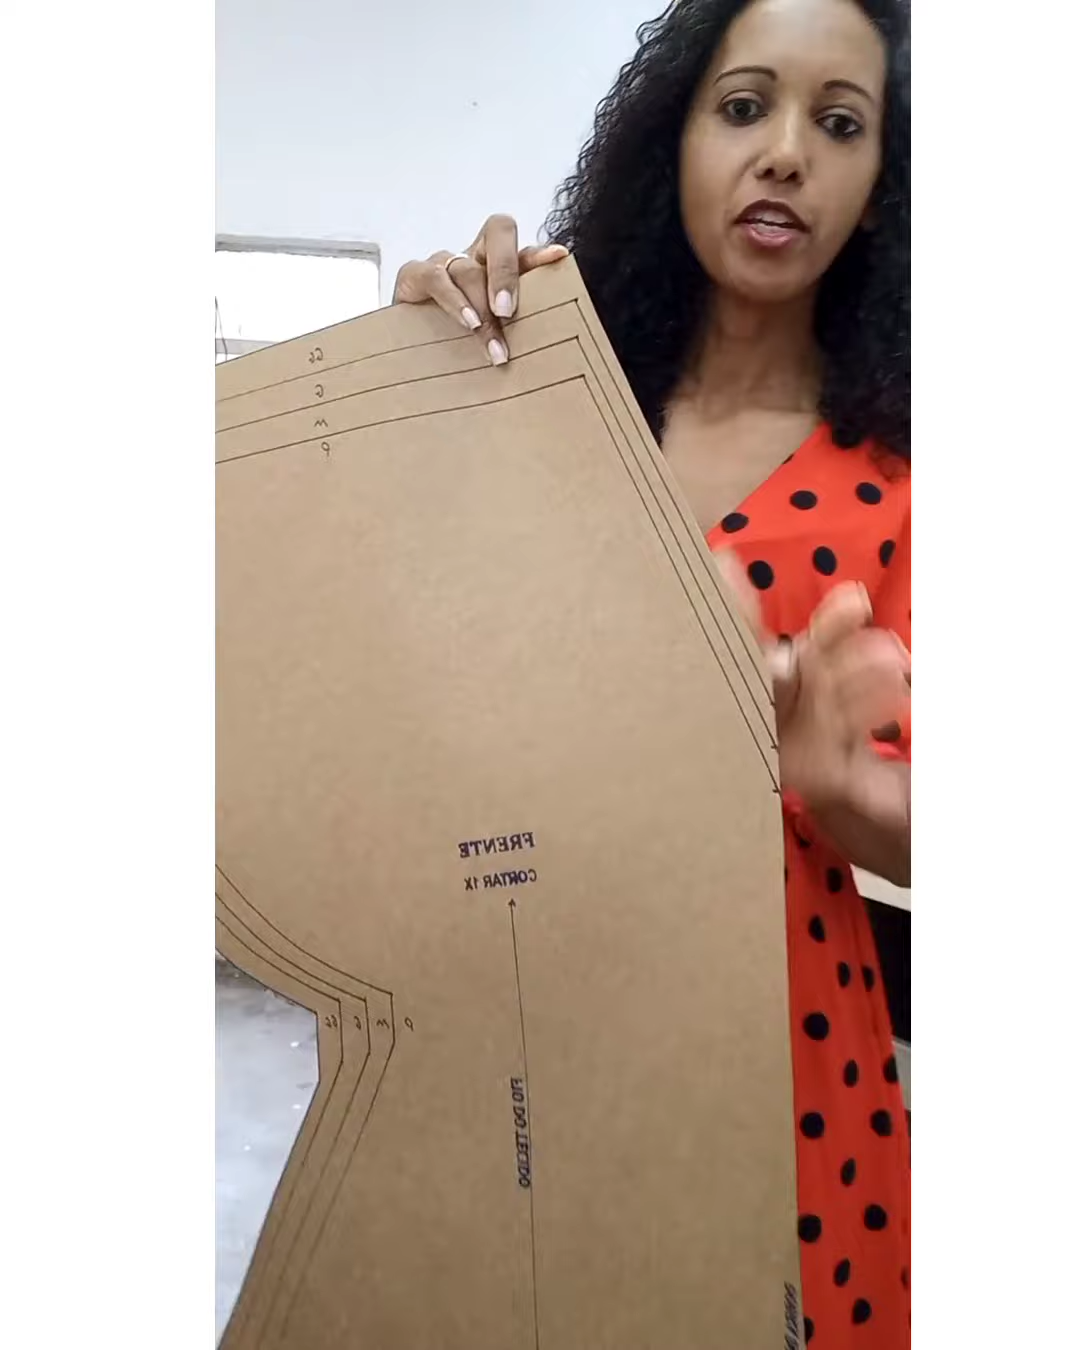 GG
G
M
P
FRENTE
CORTAR 1X
GG G M P
FIO DO TECIDO